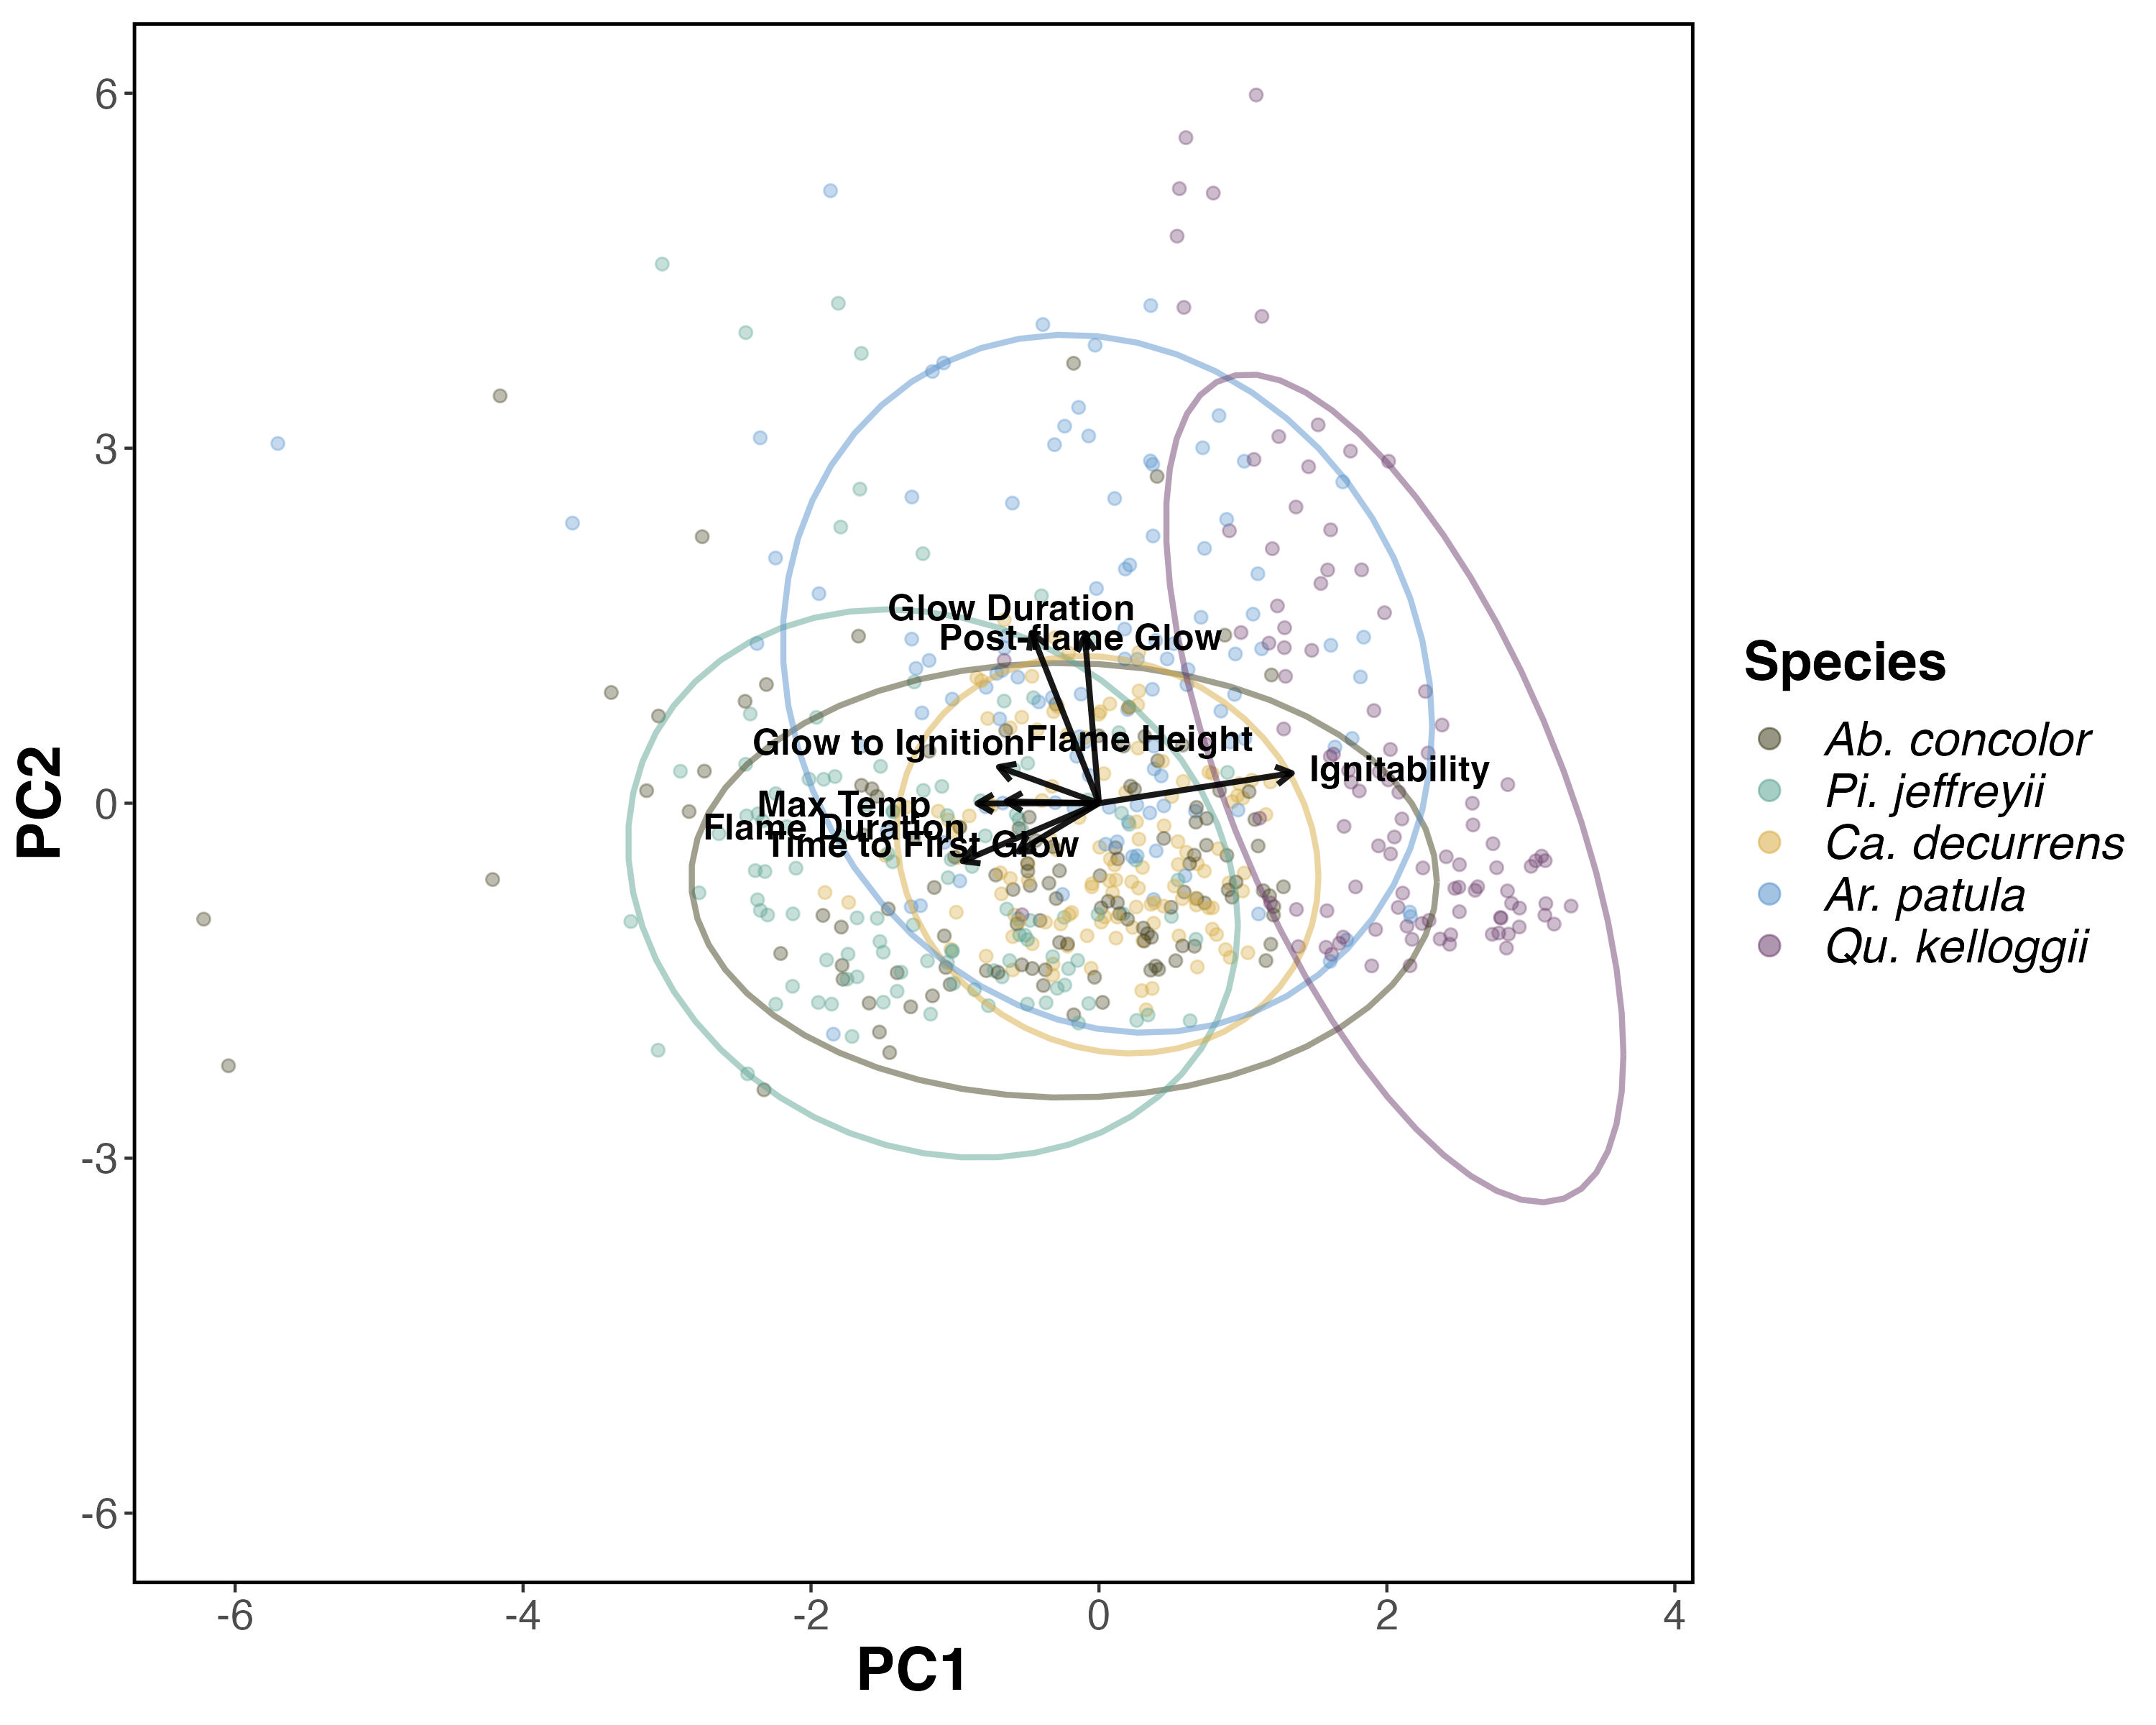 6
3
0
-3
-6
PC2
Glow Duration
Post-flame Glow
Glow to Ignition
Flame Height
Ignitability
Max Temp
Flame Duration
Time to First Glow
-6
-4
-2
0
2
4
PC1
Species
Ab. concolor
Pi. jeffreyii
Ca. decurrens
Ar. patula
Qu. kelloggii